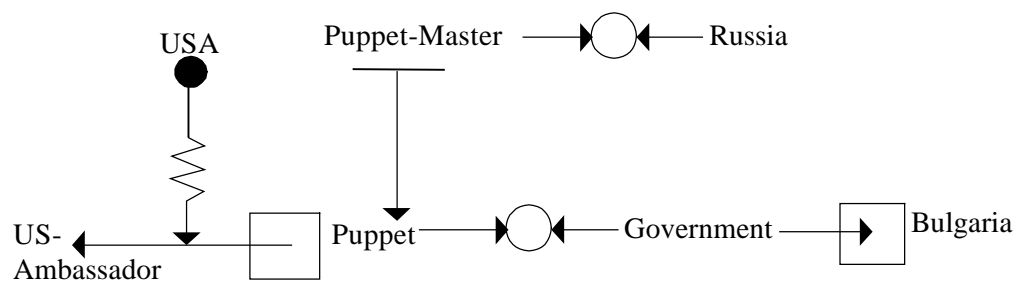 USA
Puppet-Master
Russia
US-
Ambassador
Puppet
Government
Bulgaria